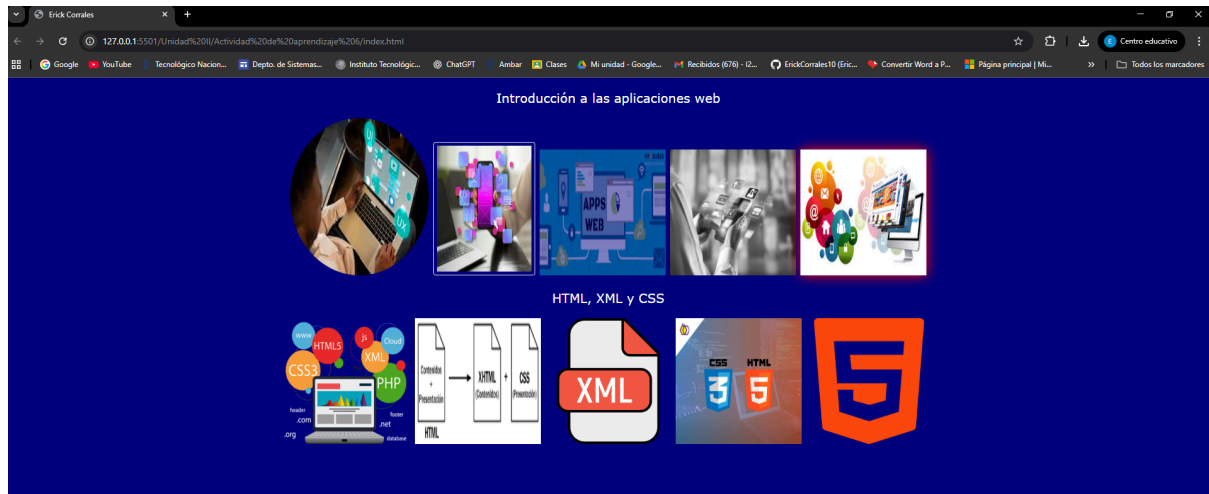 Erick Corrales
127.0.0.1:5501/Unidad%20II/Actividad%20de%20aprendizaje%206/index.html
E Centro educativo
Google YouTube Tecnológico Nacion... Depto. de Sistemas... Instituto Tecnológic... ChatGPT Ambar Clases Mi unidad - Google... Recibidos (676) - l2... ErickCorrales10 (Eric... Convertir Word a P... Página principal | Mi... » Todos los marcadores
Introducción a las aplicaciones web
UI
UX
APPS
WEB
HTML, XML y CSS
www
HTML5
js
Cloud
CSS3
XML
PHP
header
footer
.com
.net
.org
database
Contenidos
+
Presentación
HTML
XHTML
(Contenidos)
+
CSS
(Presentación)
XML
CSS
3
HTML
5
5